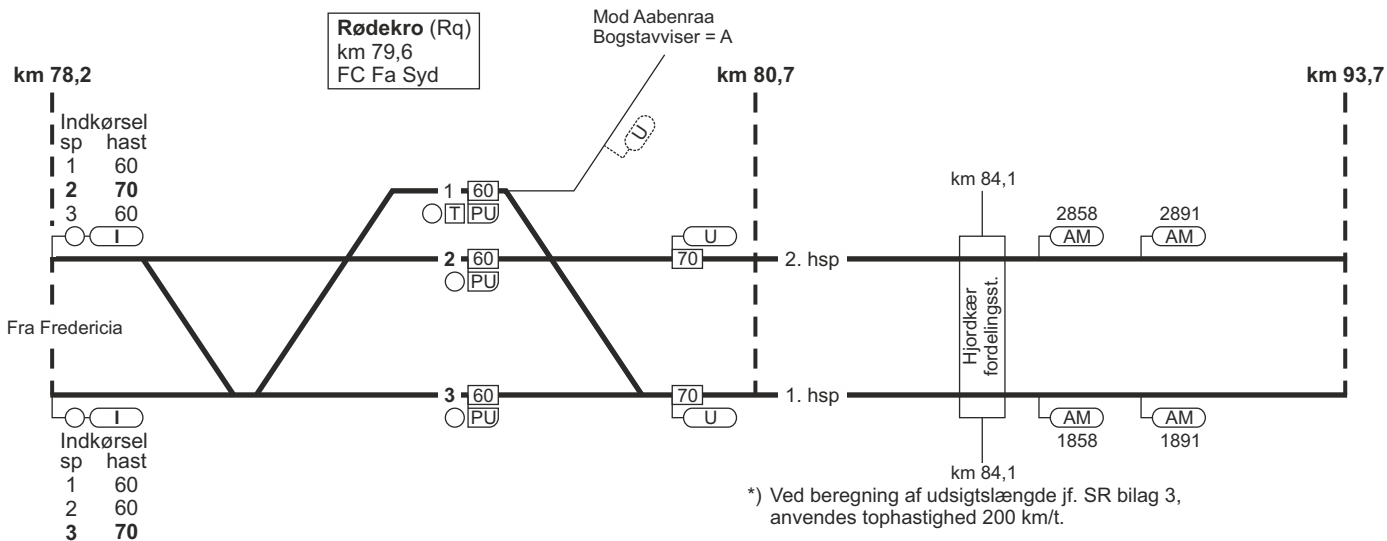 Rødekro (Rq)
km 79,6
FC Fa Syd
Mod Aabenraa
Bogstavviser = A
km 78,2
km 80,7
km 93,7
Indkørsel
sp hast
1 60
2 70
3 60
I
U
1 60
T PU
km 84,1
2858
AM
2891
AM
2 60
PU
U
70
2. hsp
Fra Fredericia
Hjordkær
fordelingsst.
3 60
PU
70
U
1. hsp
I
AM
1858
AM
1891
Indkørsel
sp hast
1 60
2 60
3 70
km 84,1
*) Ved beregning af udsigtslængde jf. SR bilag 3,
anvendes tophastighed 200 km/t.